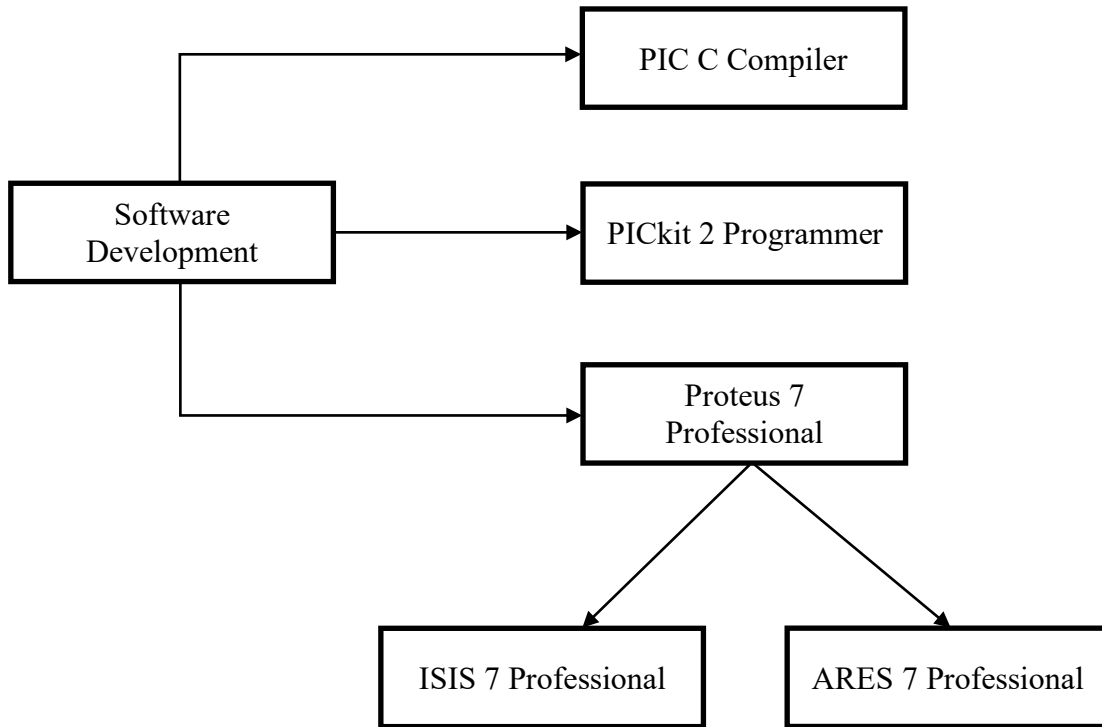 PIC C Compiler
Software
Development
PICkit 2 Programmer
Proteus 7
Professional
ISIS 7 Professional
ARES 7 Professional